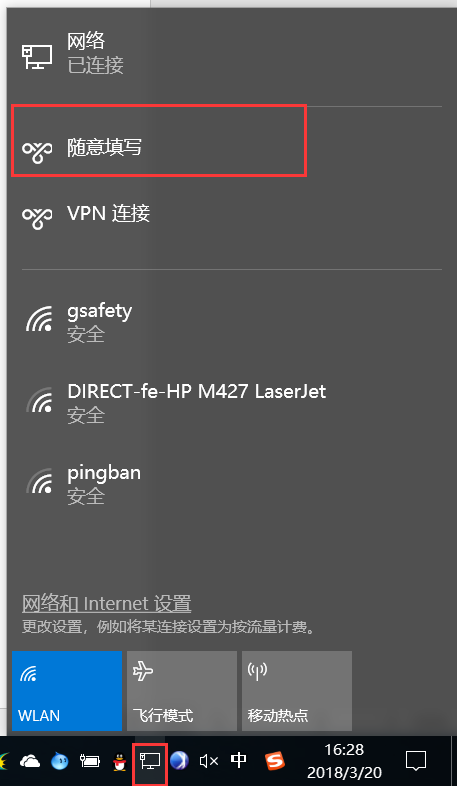 网络
已连接
随意填写
VPN 连接
gsafety
安全
DIRECT-fe-HP M427 LaserJet
安全
pingban
安全
网络和 Internet 设置
更改设置，例如将某连接设置为按流量计费。
WLAN
飞行模式
移动热点
中
S
16:28
2018/3/20